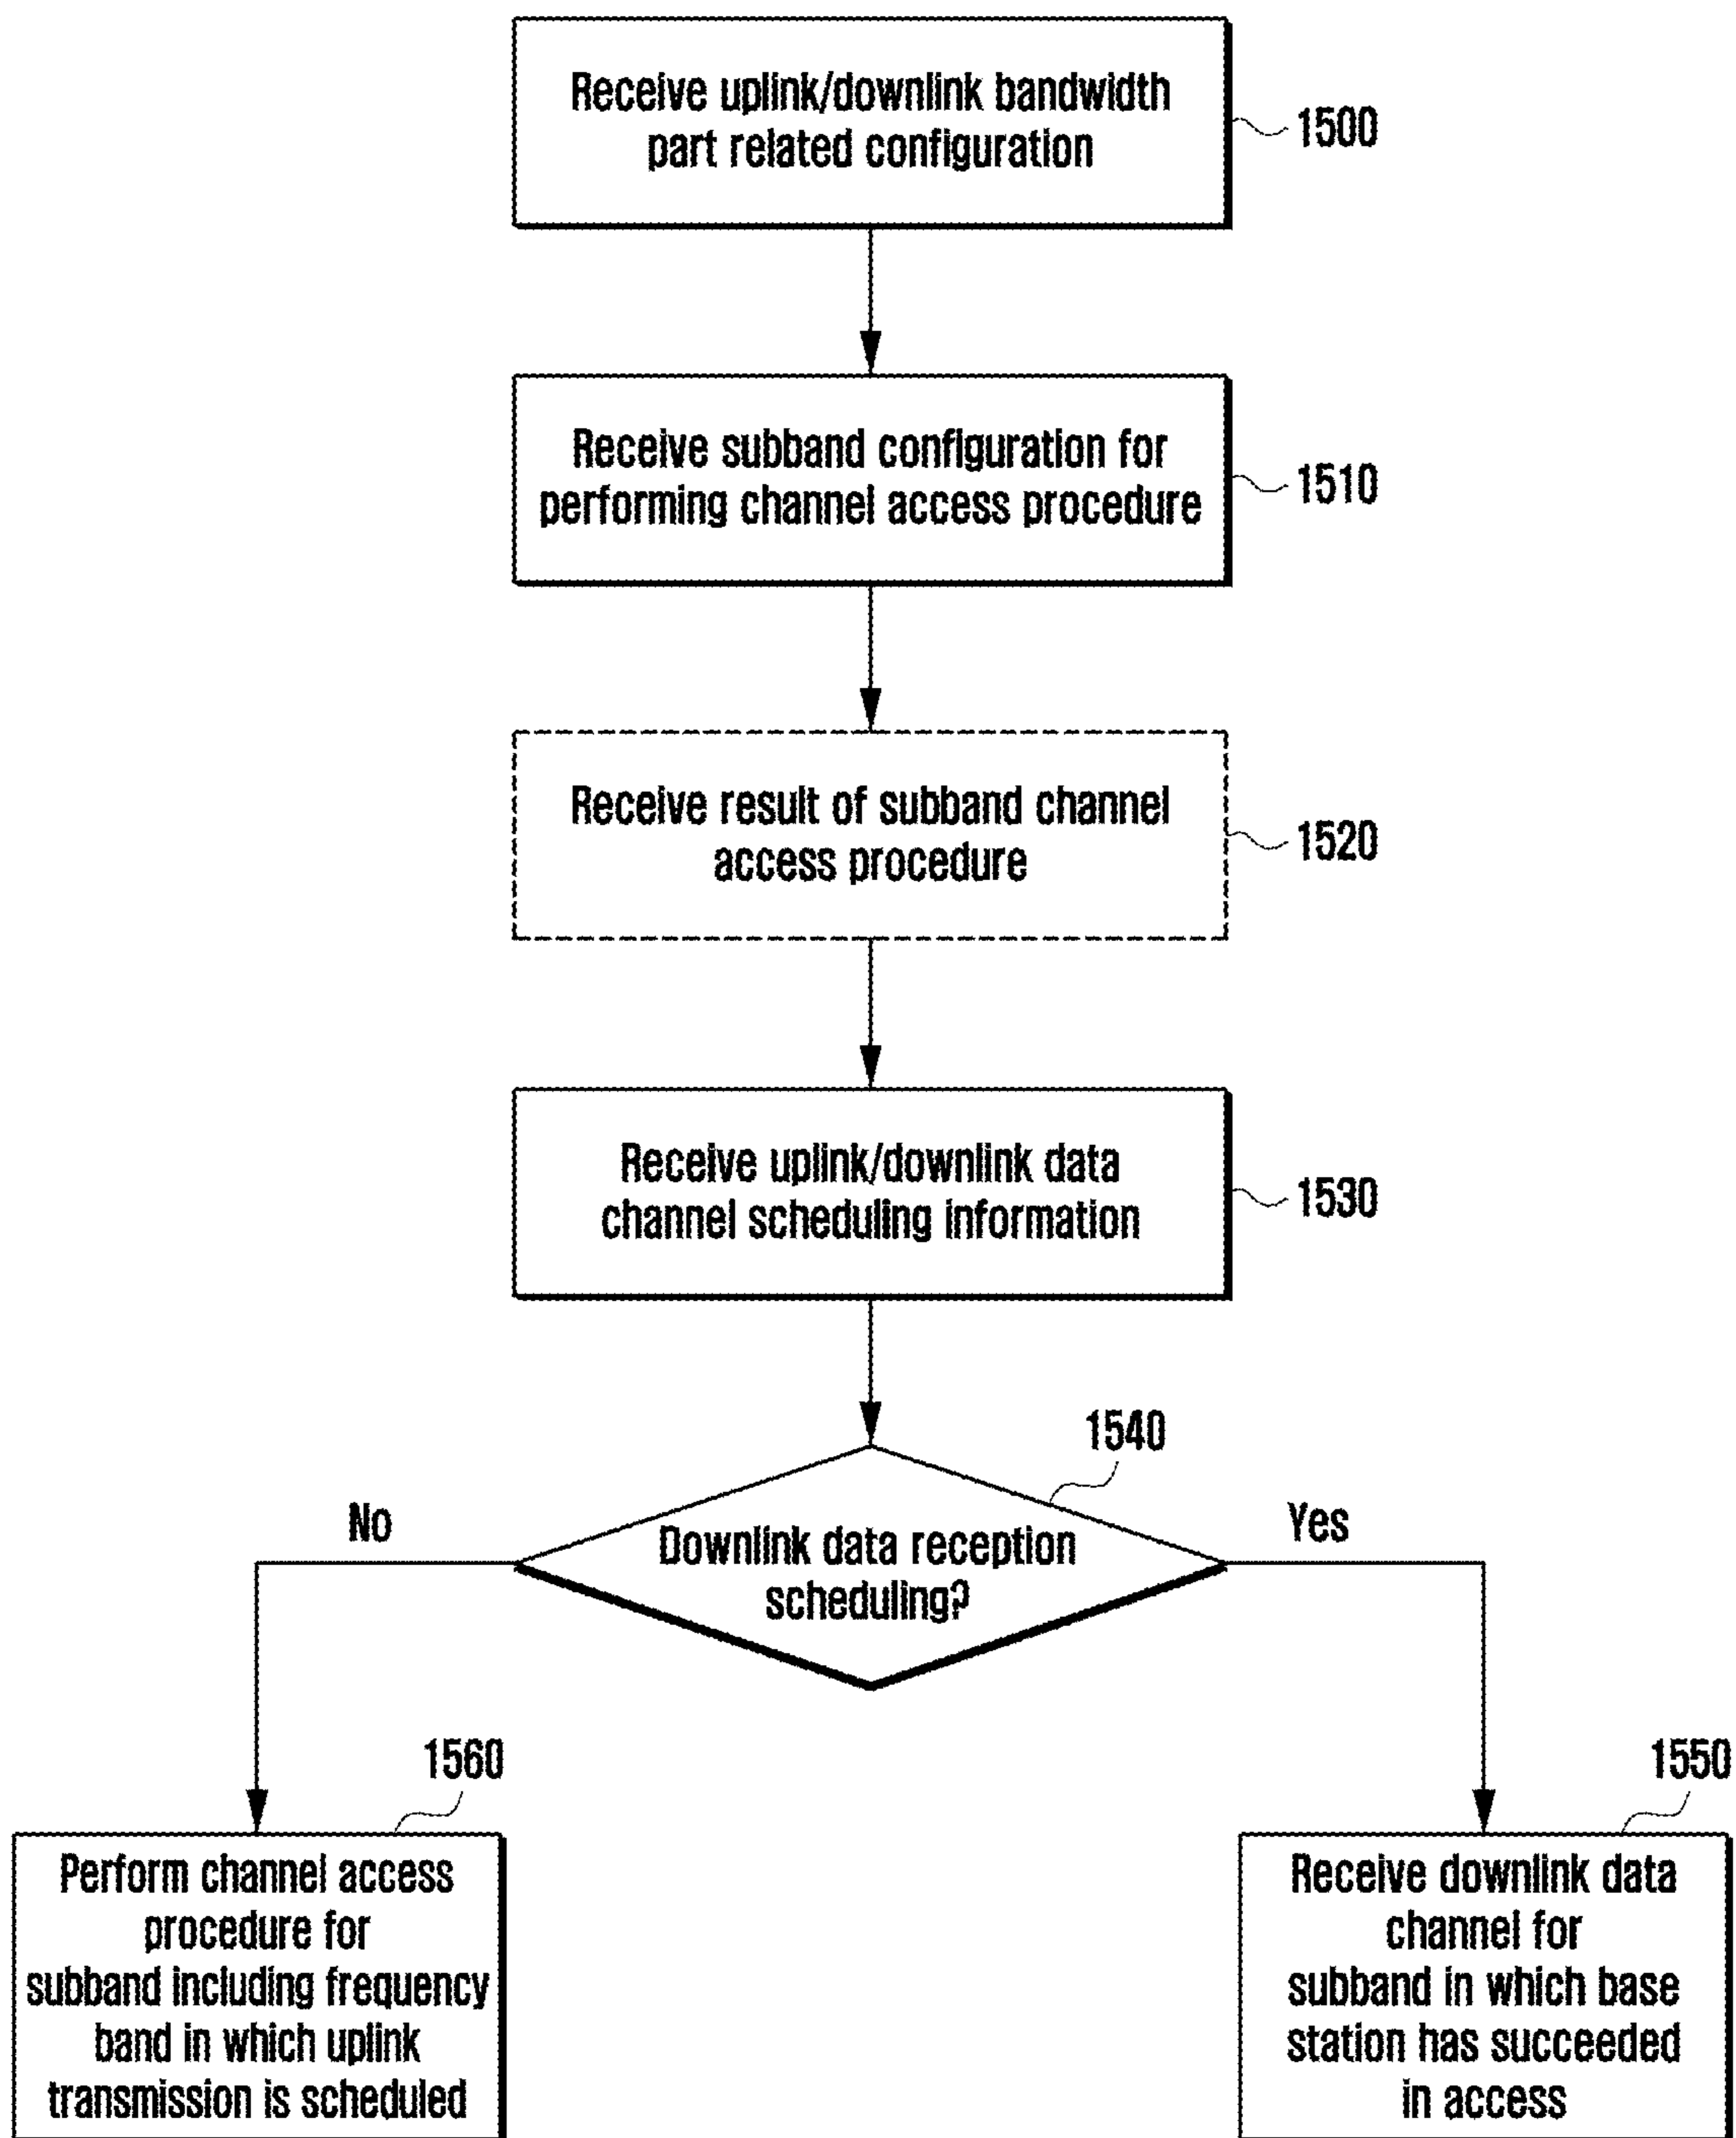 Receive uplink/downlink bandwidth
part related configuration
1500
Receive subband configuration for
performing channel access procedure
1510
Receive result of subband channel
access procedure
1520
Receive uplink/downlink data
channel scheduling information
1530
1540
No
Yes
Downlink data reception
scheduling?
1560
1550
Perform channel access
procedure for
subband including frequency
band in which uplink
transmission is scheduled
Receive downlink data
channel for
subband in which base
station has succeeded
in access